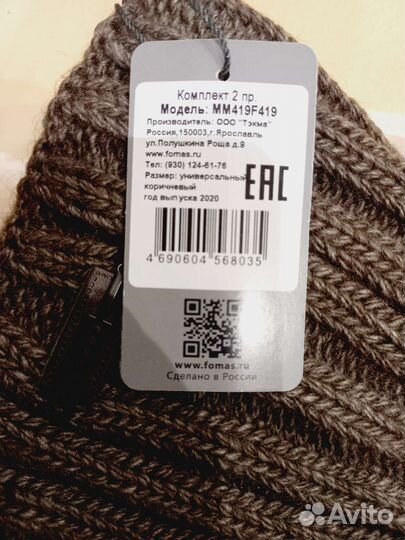 Комплект 2 пр.
Модель: MM419F419
Производитель: ООО "Тэкма"
Россия,150003,г.Ярославль
ул.Полушкина Роща д.9
www.fomas.ru
Тел: (930) 124-61-76
Размер: универсальный
коричневый
год выпуска 2020
EAC
4 690604 568035
www.fomas.ru
Сделано в России
Avito